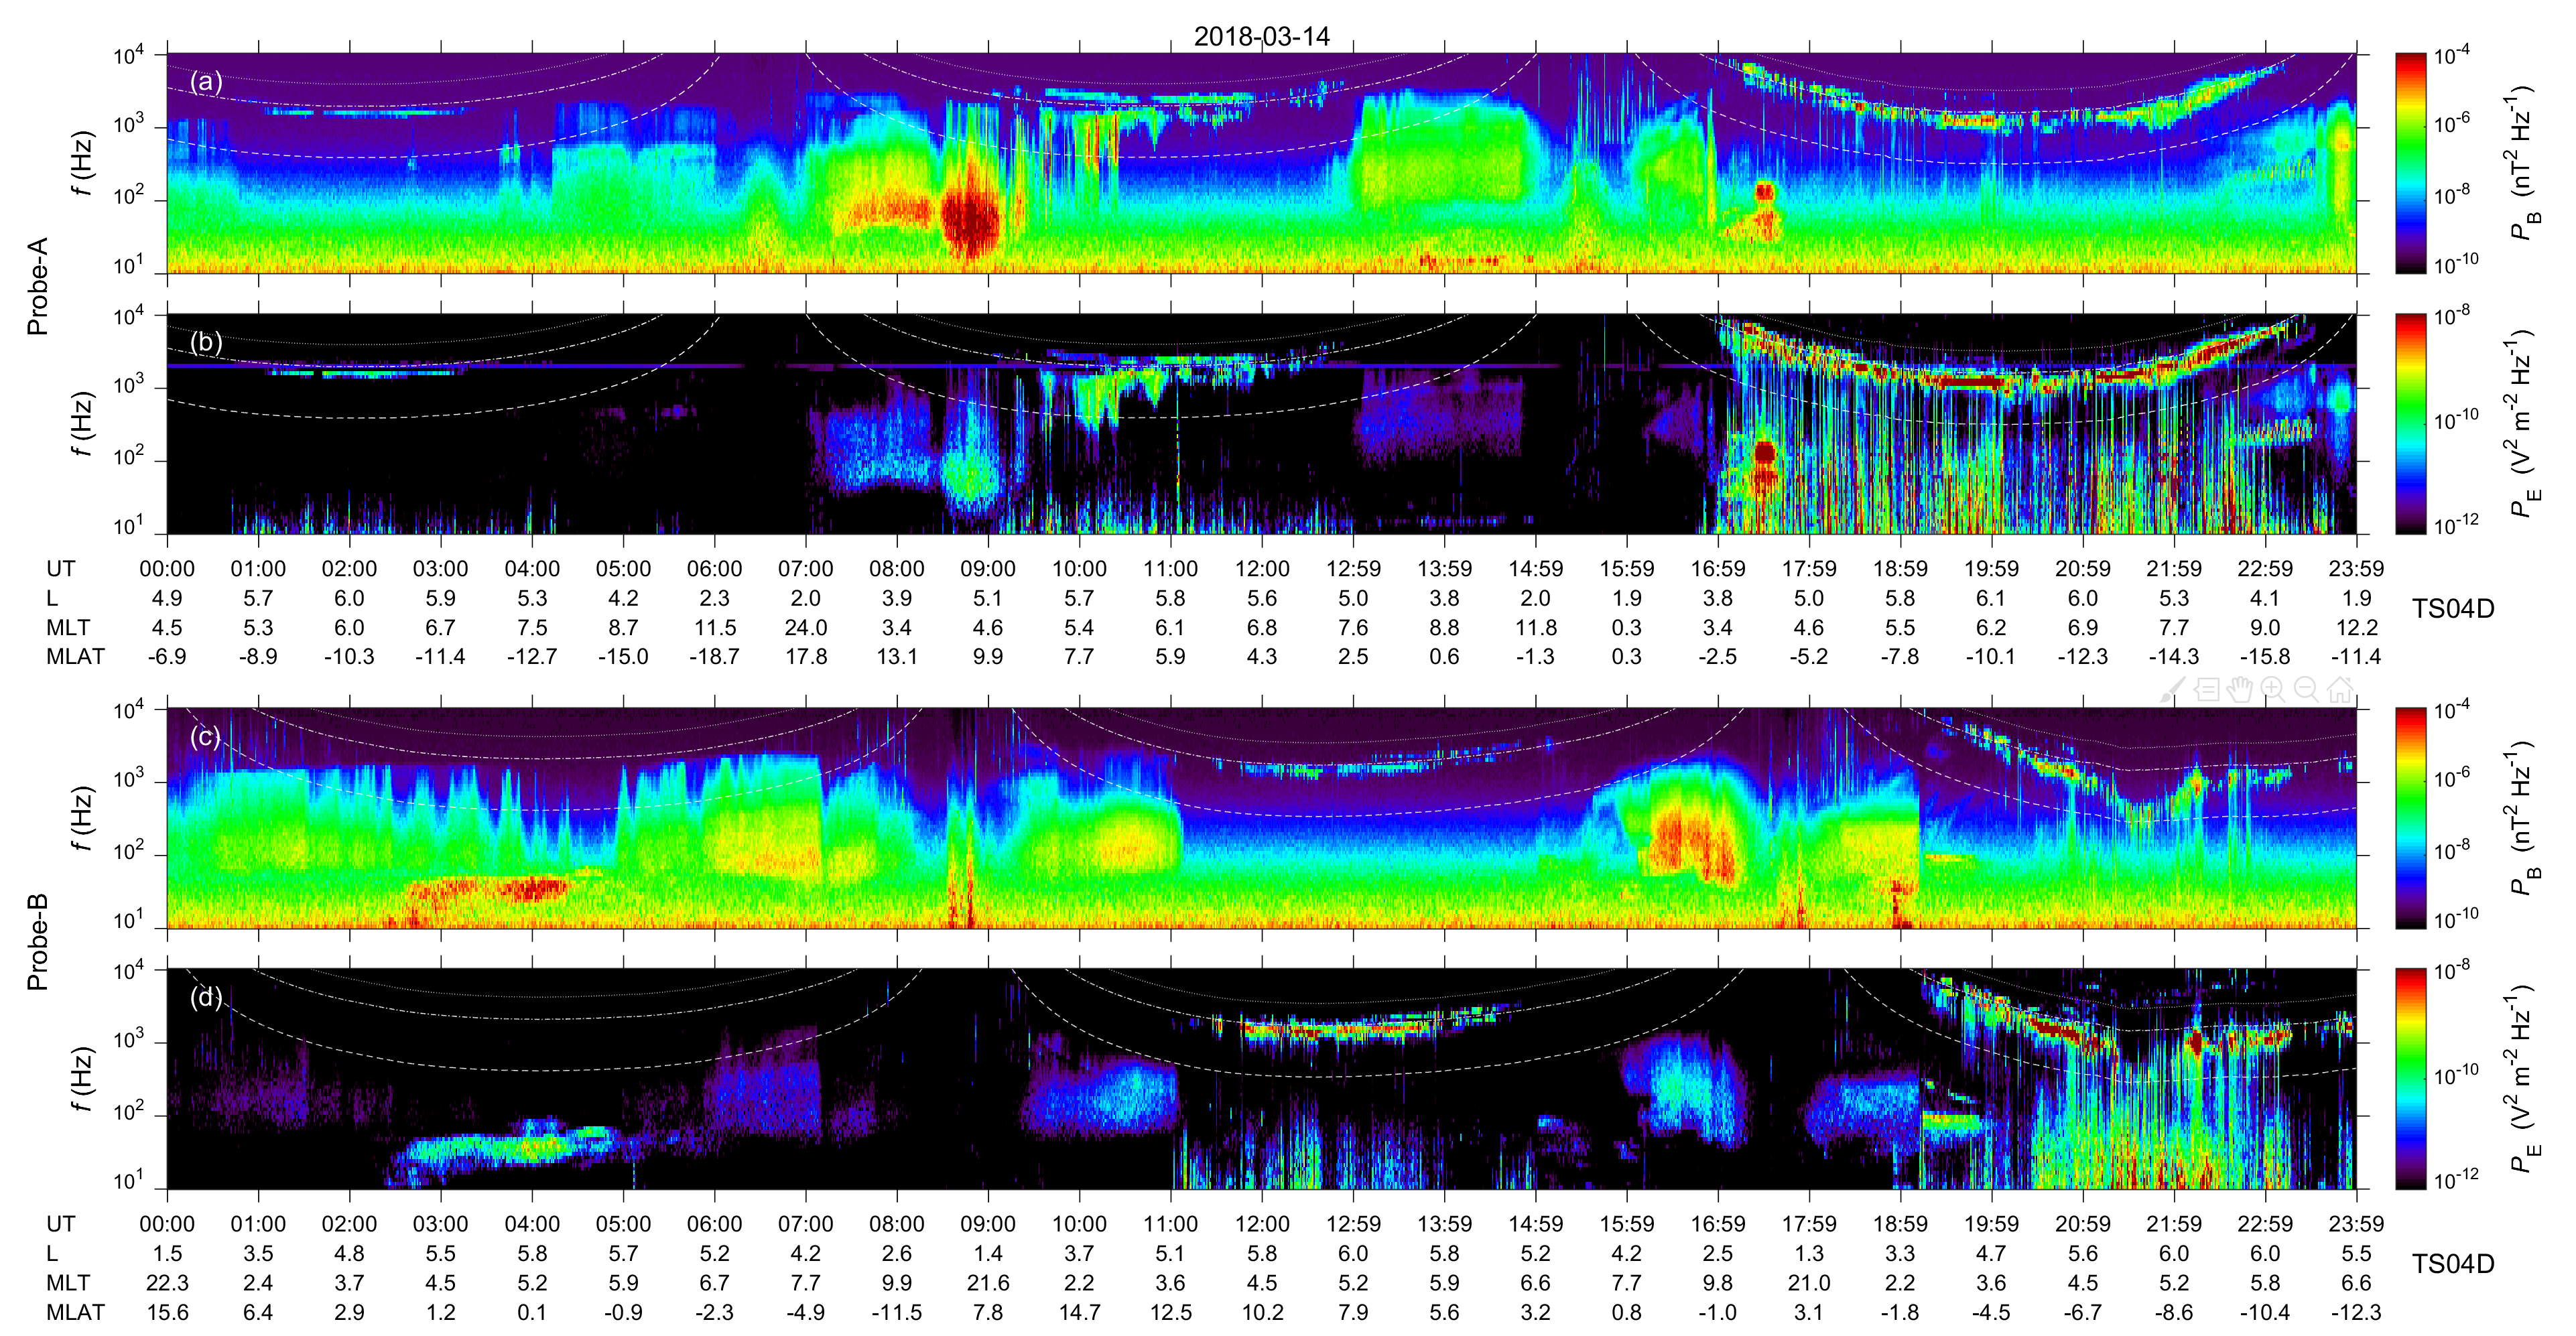 2018-03-14
Probe-A
(a)
f (Hz)
10^4
10^3
10^2
10^1
10^-4
10^-6
10^-8
10^-10
P_B (nT^2 Hz^-1)
(b)
f (Hz)
10^4
10^3
10^2
10^1
10^-8
10^-10
10^-12
P_E (V^2 m^-2 Hz^-1)
UT 00:00 01:00 02:00 03:00 04:00 05:00 06:00 07:00 08:00 09:00 10:00 11:00 12:00 12:59 13:59 14:59 15:59 16:59 17:59 18:59 19:59 20:59 21:59 22:59 23:59
L 4.9 5.7 6.0 5.9 5.3 4.2 2.3 2.0 3.9 5.1 5.7 5.8 5.6 5.0 3.8 2.0 1.9 3.8 5.0 5.8 6.1 6.0 5.3 4.1 1.9
TS04D
MLT 4.5 5.3 6.0 6.7 7.5 8.7 11.5 24.0 3.4 4.6 5.4 6.1 6.8 7.6 8.8 11.8 0.3 3.4 4.6 5.5 6.2 6.9 7.7 9.0 12.2
MLAT -6.9 -8.9 -10.3 -11.4 -12.7 -15.0 -18.7 17.8 13.1 9.9 7.7 5.9 4.3 2.5 0.6 -1.3 0.3 -2.5 -5.2 -7.8 -10.1 -12.3 -14.3 -15.8 -11.4
Probe-B
(c)
f (Hz)
10^4
10^3
10^2
10^1
10^-4
10^-6
10^-8
10^-10
P_B (nT^2 Hz^-1)
(d)
f (Hz)
10^4
10^3
10^2
10^1
10^-8
10^-10
10^-12
P_E (V^2 m^-2 Hz^-1)
UT 00:00 01:00 02:00 03:00 04:00 05:00 06:00 07:00 08:00 09:00 10:00 11:00 12:00 12:59 13:59 14:59 15:59 16:59 17:59 18:59 19:59 20:59 21:59 22:59 23:59
L 1.5 3.5 4.8 5.5 5.8 5.7 5.2 4.2 2.6 1.4 3.7 5.1 5.8 6.0 5.8 5.2 4.2 2.5 1.3 3.3 4.7 5.6 6.0 6.0 5.5
TS04D
MLT 22.3 2.4 3.7 4.5 5.2 5.9 6.7 7.7 9.9 21.6 2.2 3.6 4.5 5.2 5.9 6.6 7.7 9.8 21.0 2.2 3.6 4.5 5.2 5.8 6.6
MLAT 15.6 6.4 2.9 1.2 0.1 -0.9 -2.3 -4.9 -11.5 7.8 14.7 12.5 10.2 7.9 5.6 3.2 0.8 -1.0 3.1 -1.8 -4.5 -6.7 -8.6 -10.4 -12.3